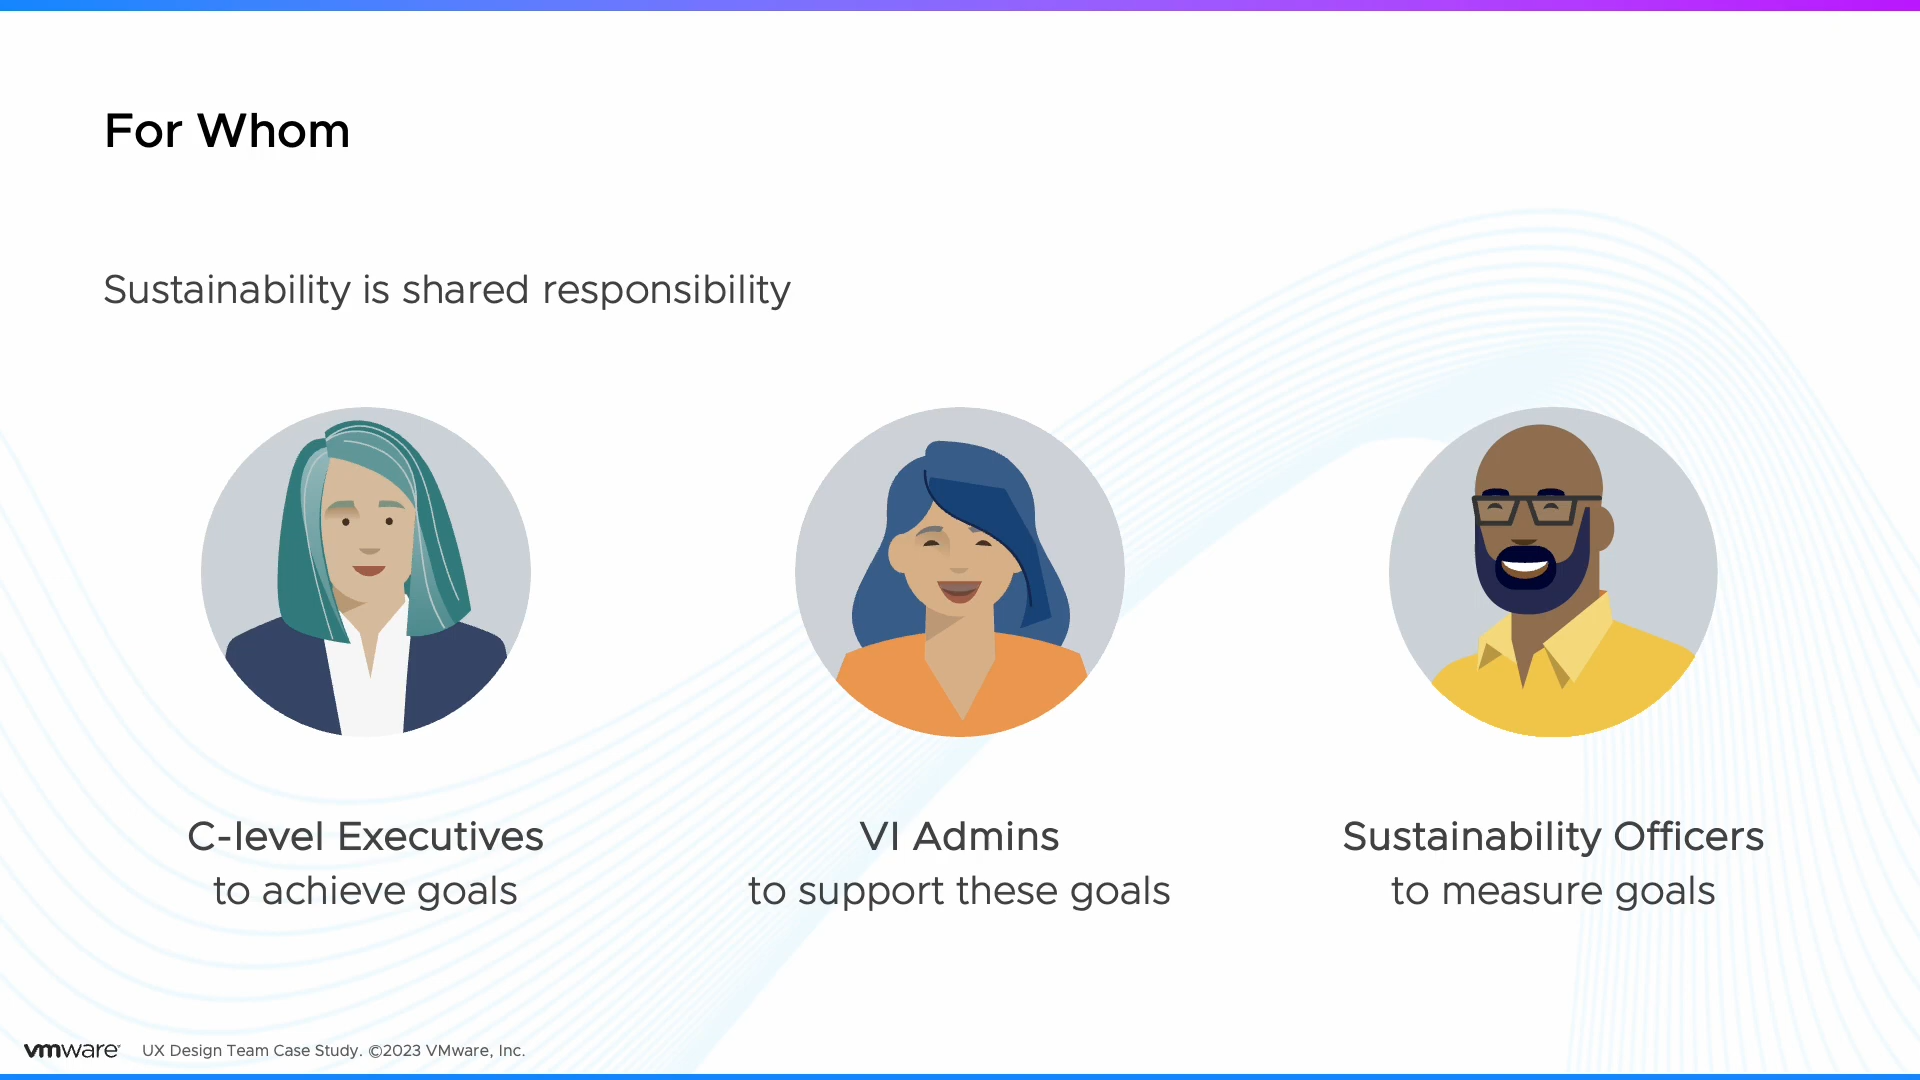 For Whom
Sustainability is shared responsibility
C-level Executives
to achieve goals
VI Admins
to support these goals
Sustainability Officers
to measure goals
vmware UX Design Team Case Study. ©2023 VMware, Inc.